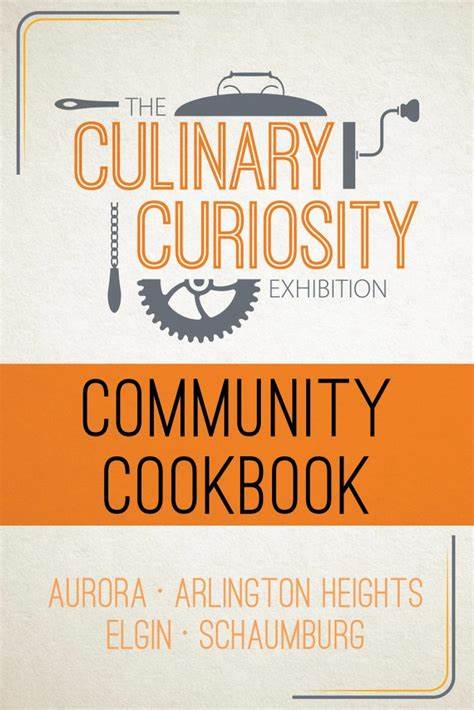 THE
CULINARY
CURIOSITY
EXHIBITION
COMMUNITY
COOKBOOK
AURORA · ARLINGTON HEIGHTS
ELGIN · SCHAUMBURG